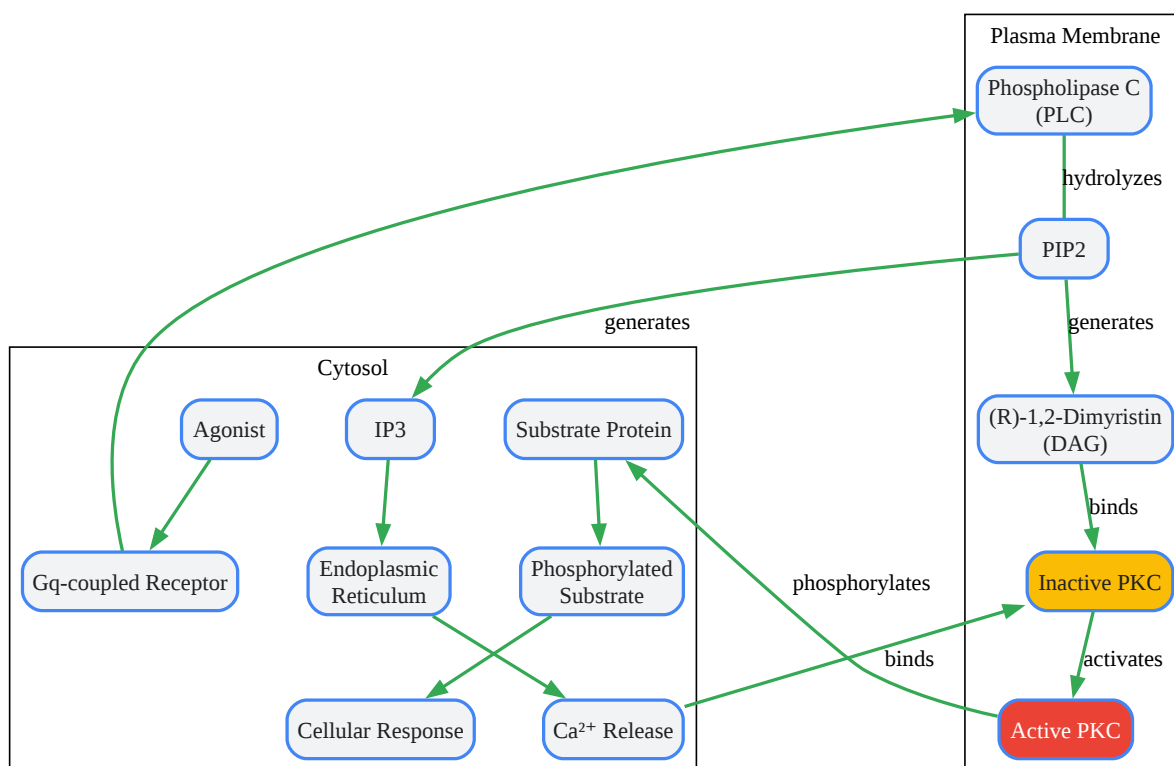 Plasma Membrane
Phospholipase C
(PLC)
hydrolyzes
PIP2
generates
generates
Cytosol
Agonist
IP3
Substrate Protein
(R)-1,2-Dimyristin
(DAG)
binds
Gq-coupled Receptor
Endoplasmic
Reticulum
Phosphorylated
Substrate
phosphorylates
Inactive PKC
binds
activates
Cellular Response
Ca²⁺ Release
Active PKC